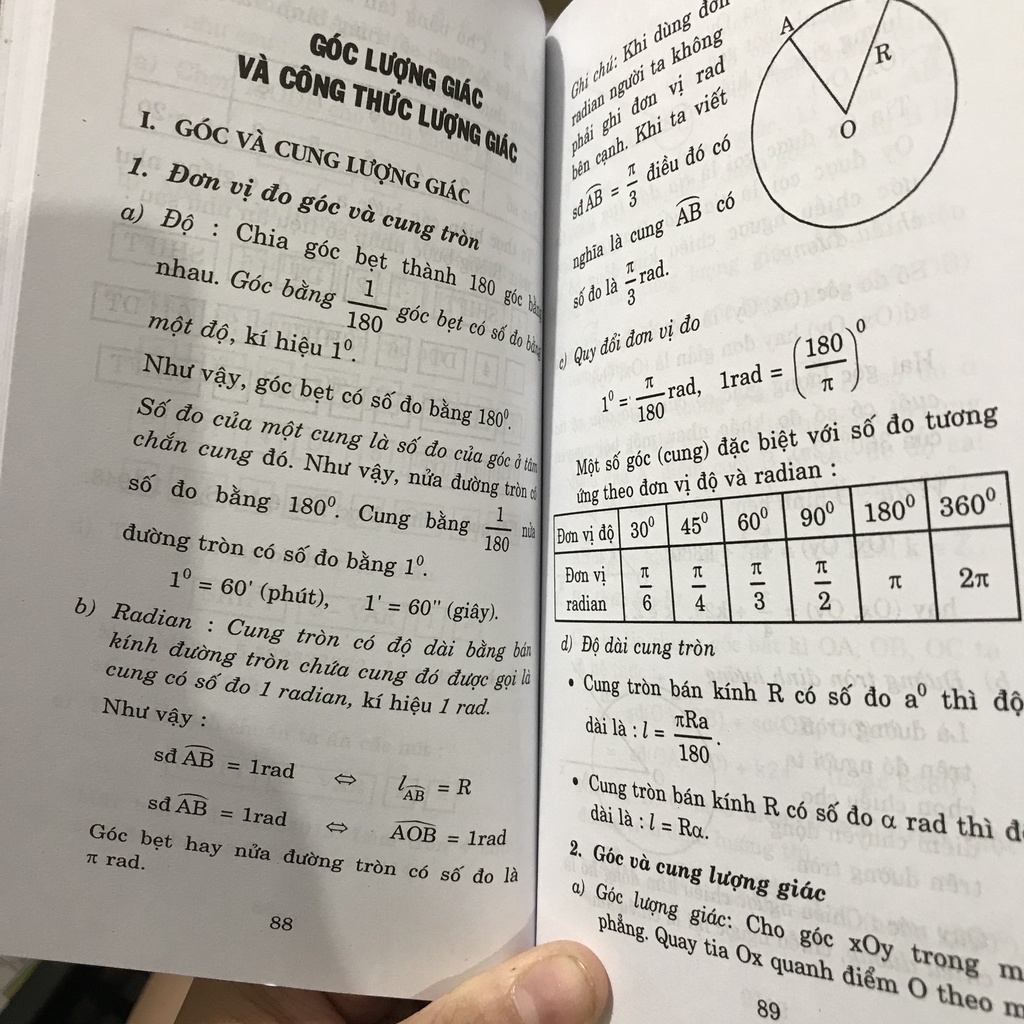 GÓC LƯỢNG GIÁC
VÀ CÔNG THỨC LƯỢNG GIÁC
I. GÓC VÀ CUNG LƯỢNG GIÁC
1. Đơn vị đo góc và cung tròn
a) Độ : Chia góc bẹt thành 180 góc bằng
nhau. Góc bằng 1/180 góc bẹt có số đo bằng
một độ, kí hiệu 1⁰.
Như vậy, góc bẹt có số đo bằng 180⁰.
Số đo của một cung là số đo của góc ở tâm
chắn cung đó. Như vậy, nửa đường tròn có
số đo bằng 180⁰. Cung bằng 1/180 nửa
đường tròn có số đo bằng 1⁰.
1⁰ = 60' (phút), 1' = 60" (giây).
b) Radian : Cung tròn có độ dài bằng bán
kính đường tròn chứa cung đó được gọi là
cung có số đo 1 radian, kí hiệu 1 rad.
Như vậy :
sđ AB̂ = 1rad ⇔ l_AB̂ = R
sđ AB̂ = 1rad ⇔ AOB̂ = 1rad
Góc bẹt hay nửa đường tròn có số đo là
π rad.
88
Ghi chú: Khi dùng đơn
radian người ta không
phải ghi đơn vị rad
bên cạnh. Khi ta viết
sđ AB̂ = π/3 điều đó có
nghĩa là cung AB̂ có
số đo là π/3 rad.
A
R
O
c) Quy đổi đơn vị đo
1⁰ = π/180 rad, 1rad = (180/π)⁰
Một số góc (cung) đặc biệt với số đo tương
ứng theo đơn vị độ và radian :
Đơn vị độ 30⁰ 45⁰ 60⁰ 90⁰ 180⁰ 360⁰
Đơn vị
radian π/6 π/4 π/3 π/2 π 2π
d) Độ dài cung tròn
• Cung tròn bán kính R có số đo a⁰ thì độ
dài là : l = πRa/180.
• Cung tròn bán kính R có số đo α rad thì
dài là : l = Rα.
2. Góc và cung lượng giác
a) Góc lượng giác: Cho góc xOy trong
phẳng. Quay tia Ox quanh điểm O theo
89